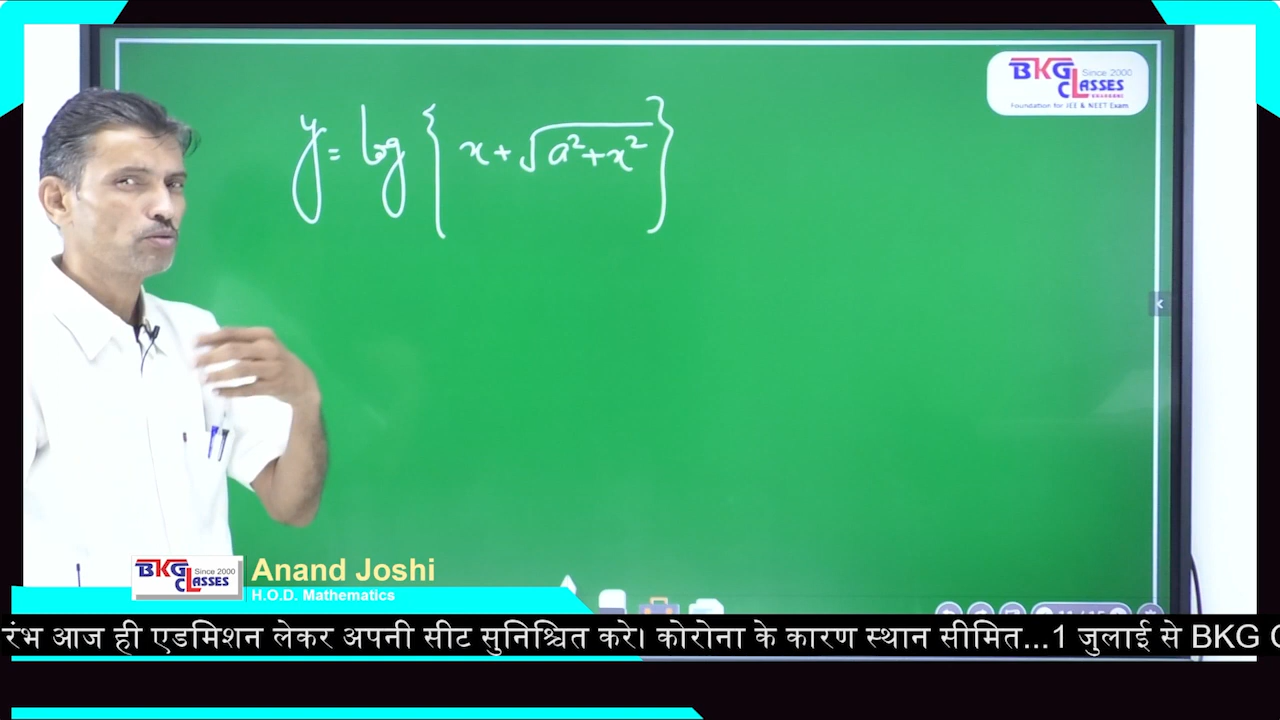 BKG CLASSES Since 2000
Foundation for JEE & NEET Exam
y = log { x + √a² + x² }
BKG CLASSES Since 2000
Anand Joshi
H.O.D. Mathematics
रंभ आज ही एडमिशन लेकर अपनी सीट सुनिश्चित करे। कोरोना के कारण स्थान सीमित...1 जुलाई से BKG